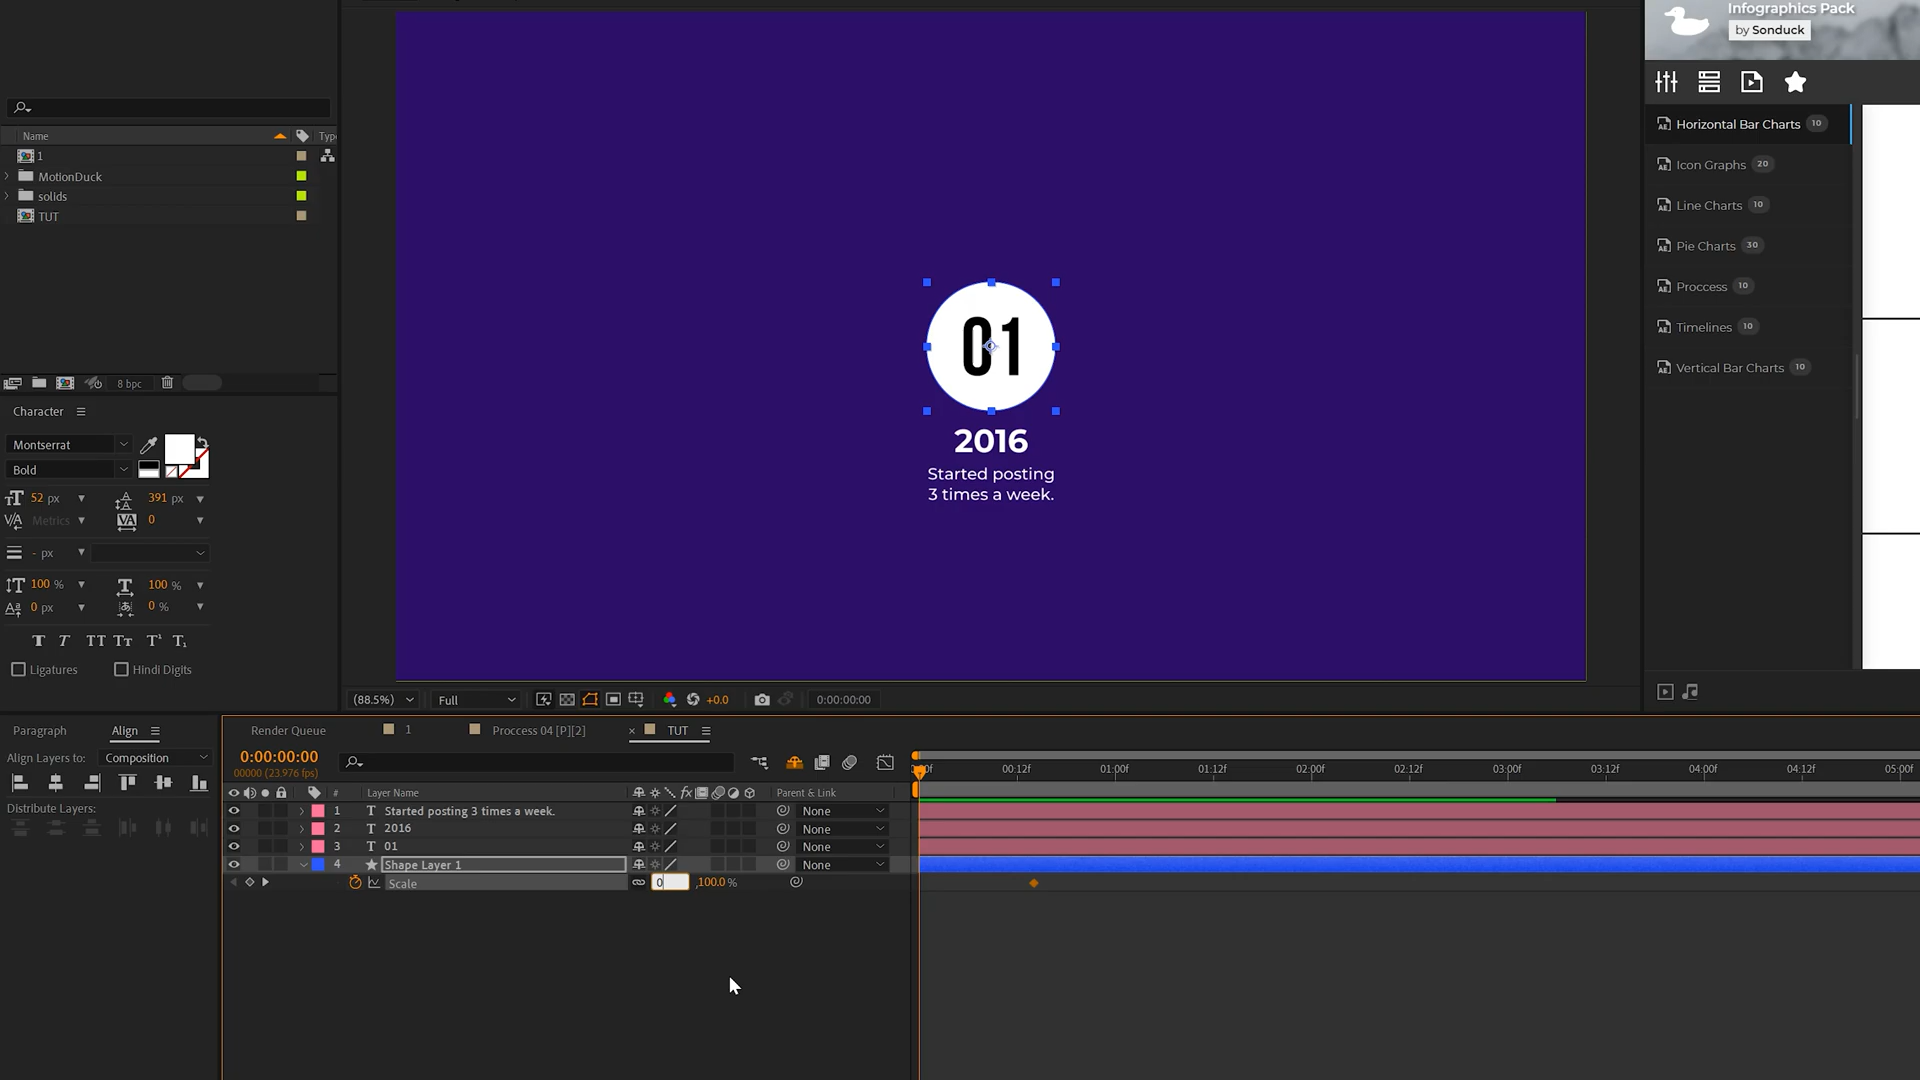 Infographics Pack
by Sonduck
Name
Type
1
MotionDuck
solids
TUT
8 bpc
Character
Montserrat
Bold
52 px
391 px
Metrics
0
- px
100 %
100 %
0 px
0 %
Ligatures
Hindi Digits
01
2016
Started posting
3 times a week.
(88.5%)
Full
+0.0
0:00:00:00
Horizontal Bar Charts 10
Icon Graphs 20
Line Charts 10
Pie Charts 30
Proccess 10
Timelines 10
Vertical Bar Charts 10
Paragraph
Align
Align Layers to:
Composition
Distribute Layers:
Render Queue
1
Proccess 04 [P][2]
TUT
0:00:00:00
00000 (23.976 fps)
# Layer Name
fx
Parent & Link
00:12f
01:00f
01:12f
02:00f
02:12f
03:00f
03:12f
04:00f
04:12f
05:00f
1 T Started posting 3 times a week. None
2 T 2016 None
3 T 01 None
4 Shape Layer 1 None
Scale
0 ,100.0 %